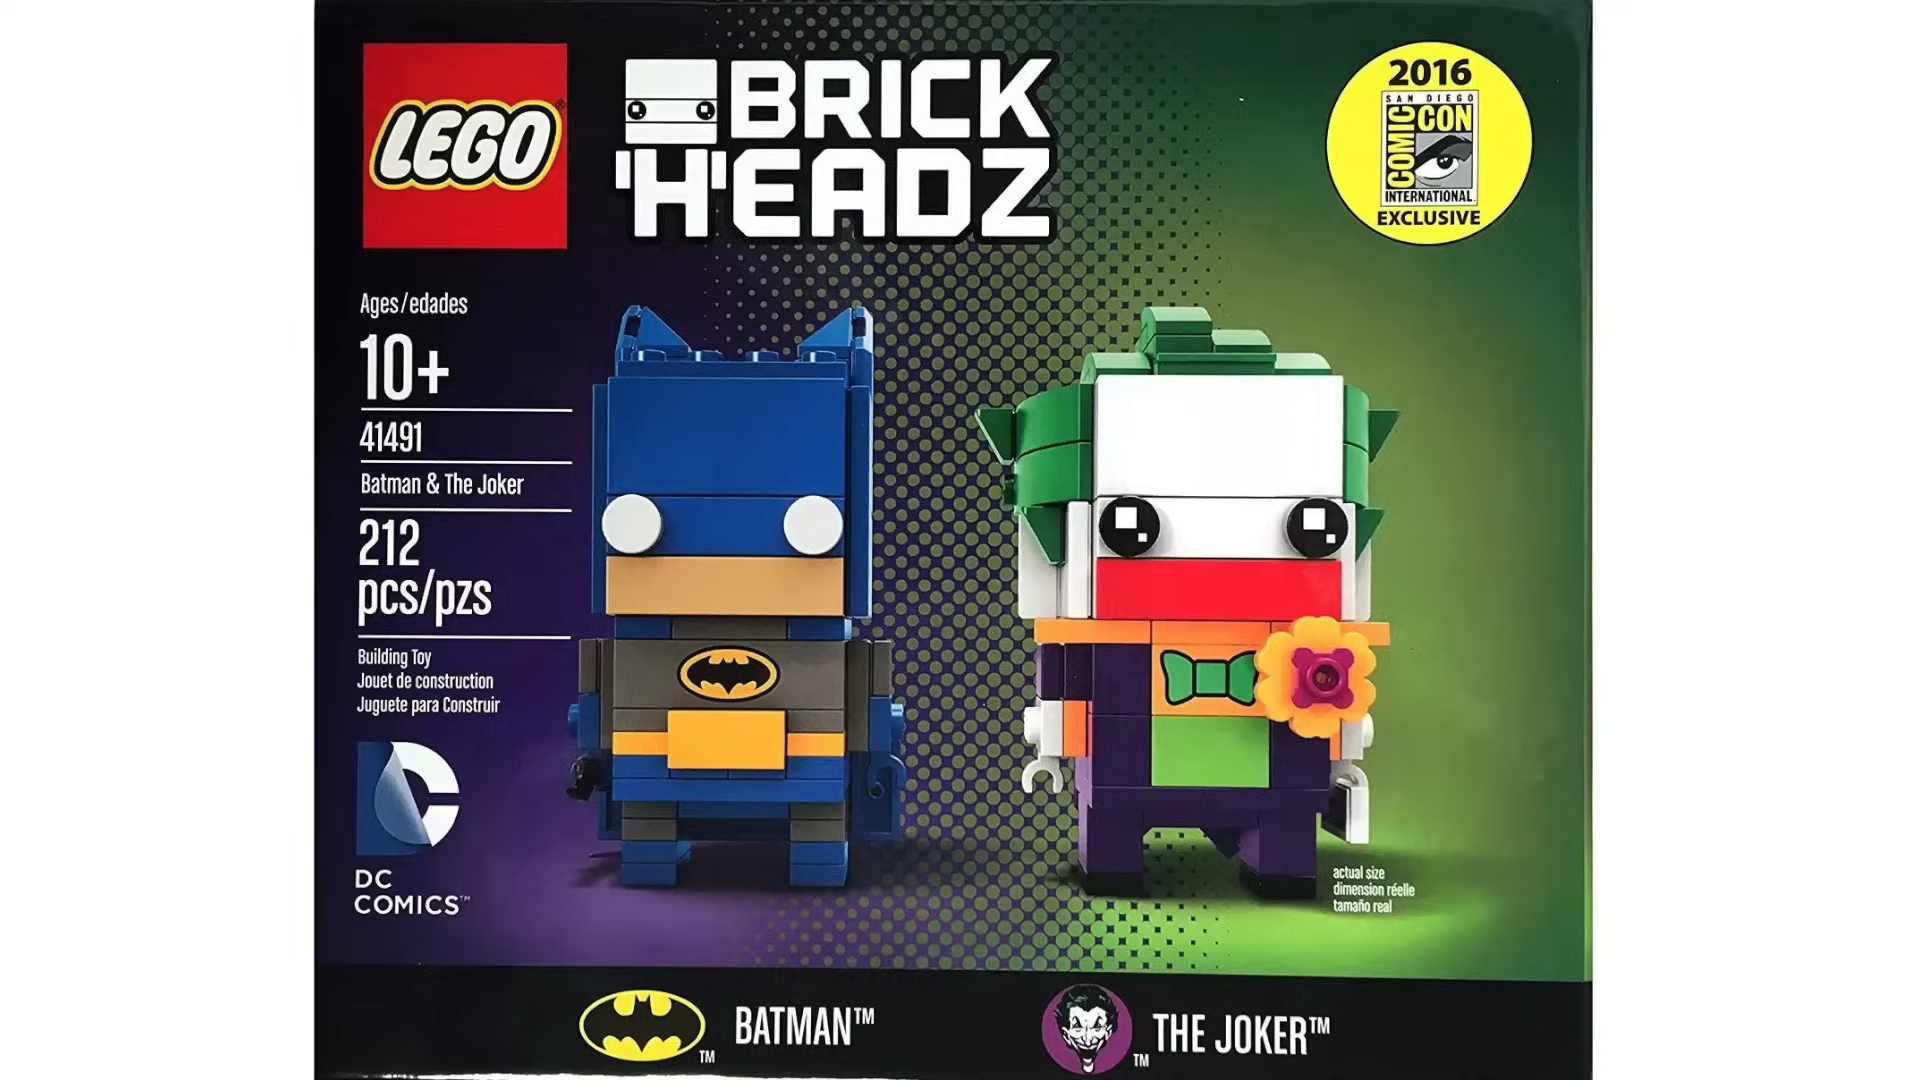 LEGO®
BRICK
HEADZ
2016
SAN DIEGO
COMIC CON
INTERNATIONAL
EXCLUSIVE
Ages/edades
10+
41491
Batman & The Joker
212
pcs/pzs
Building Toy
Jouet de construction
Juguete para Construir
DC
COMICS™
actual size
dimension réelle
tamaño real
TM
BATMAN™
TM
THE JOKER™